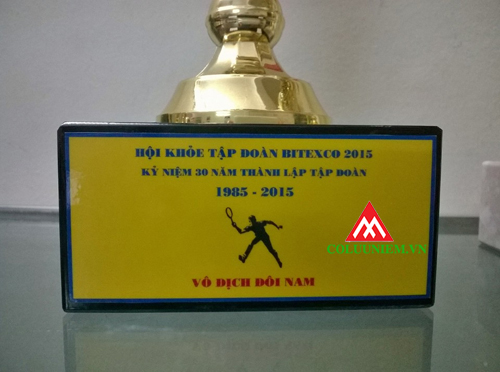 HỘI KHỎE TẬP ĐOÀN BITEXCO 2015
KỶ NIỆM 30 NĂM THÀNH LẬP TẬP ĐOÀN
1985 - 2015
COLUUNIEM.VN
VÔ DỊCH ĐÔI NAM